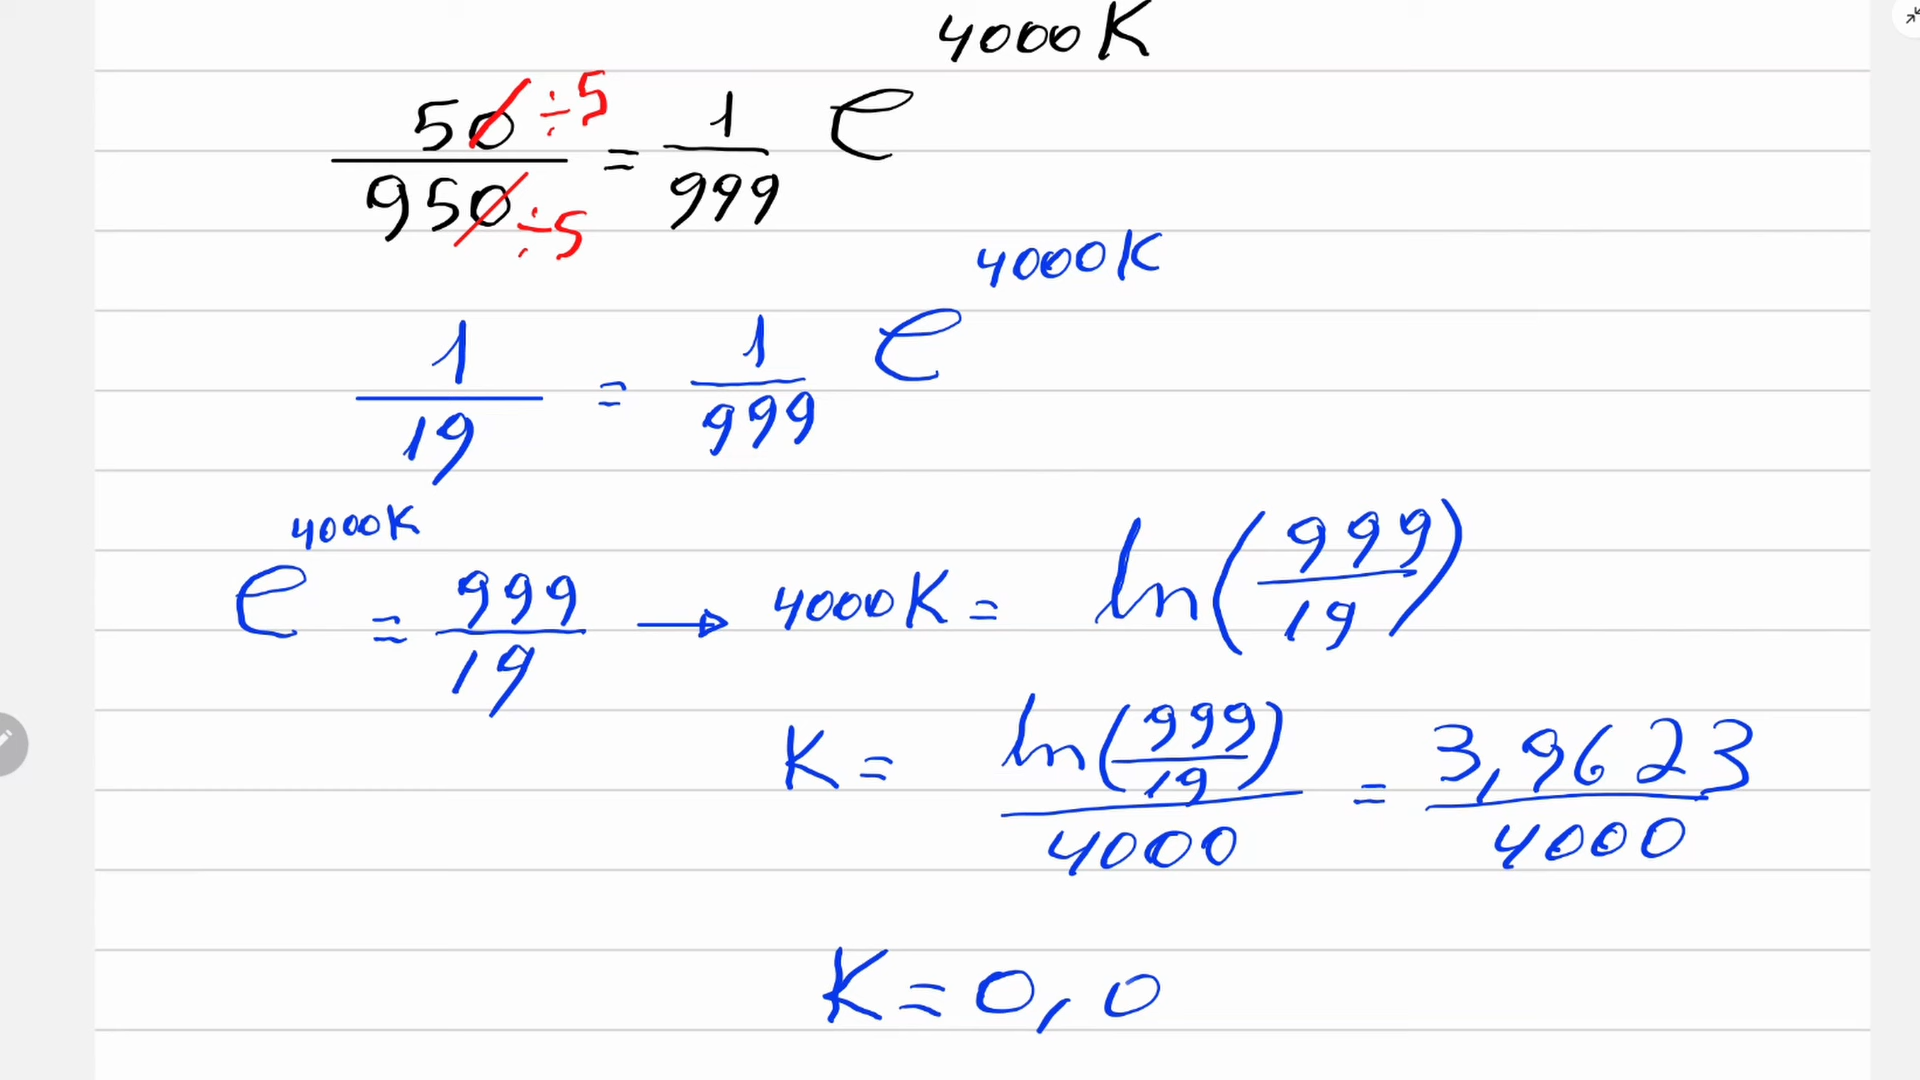 50 ÷5 / 950 ÷5 = 1/999 e^4000K
1/19 = 1/999 e^4000K
e^4000K = 999/19 → 4000K = ln(999/19)
K = ln(999/19)/4000 = 3,9623/4000
K = 0,0